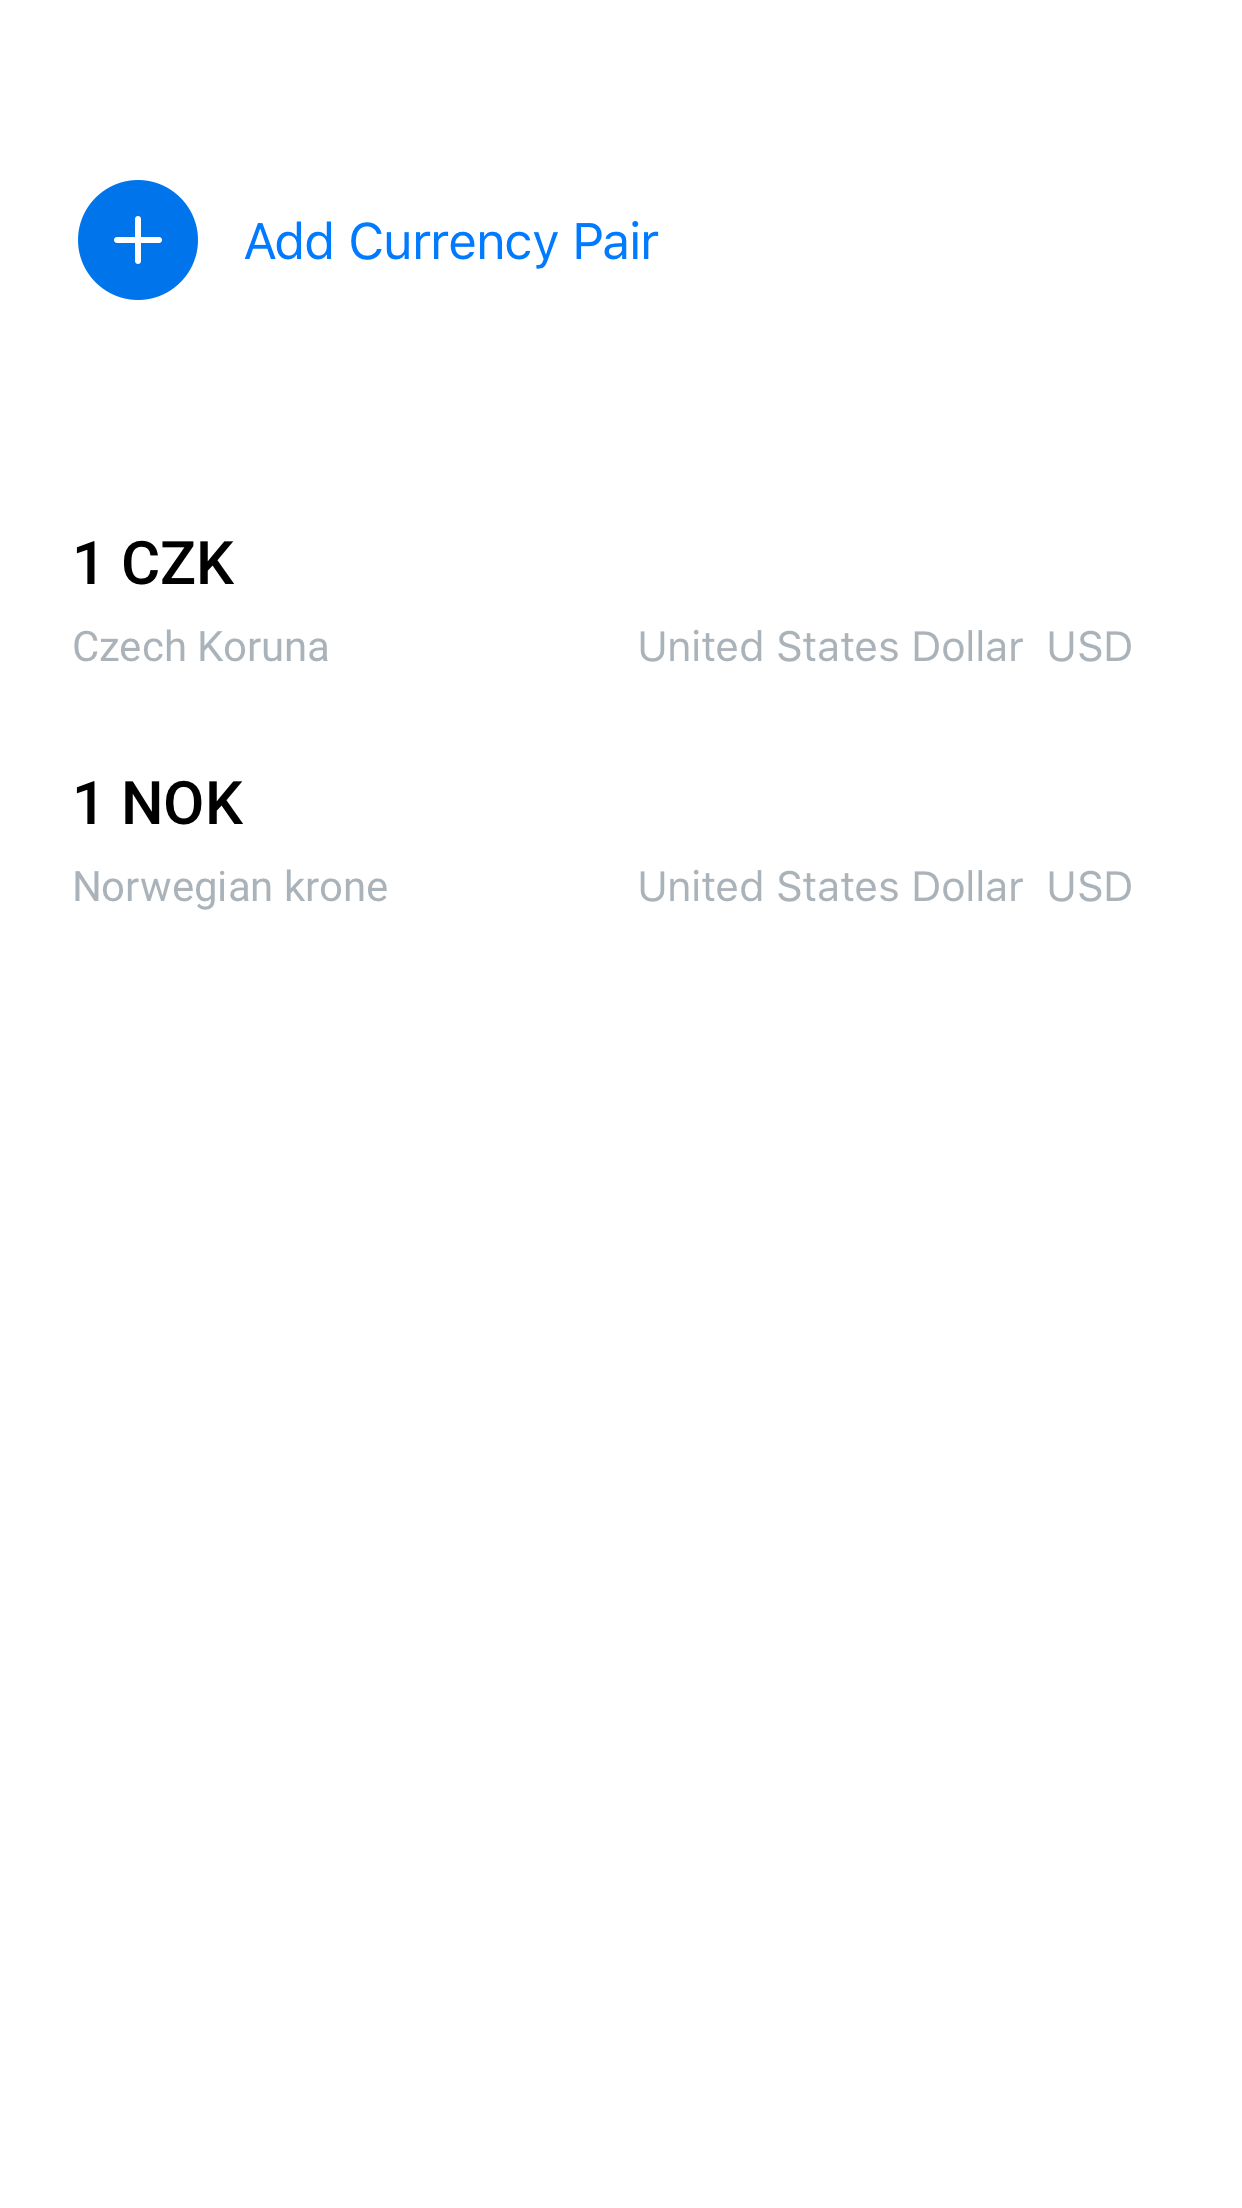 Add Currency Pair
1 CZK
Czech Koruna United States Dollar USD
1 NOK
Norwegian krone United States Dollar USD